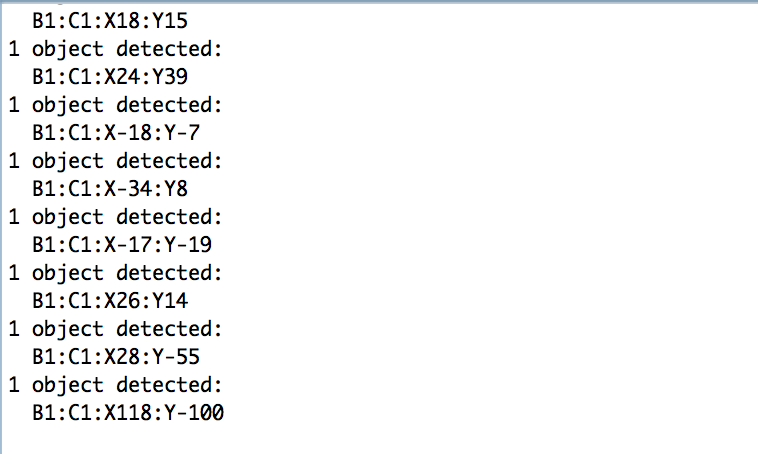 B1:C1:X18:Y15
1 object detected:
B1:C1:X24:Y39
1 object detected:
B1:C1:X-18:Y-7
1 object detected:
B1:C1:X-34:Y8
1 object detected:
B1:C1:X-17:Y-19
1 object detected:
B1:C1:X26:Y14
1 object detected:
B1:C1:X28:Y-55
1 object detected:
B1:C1:X118:Y-100